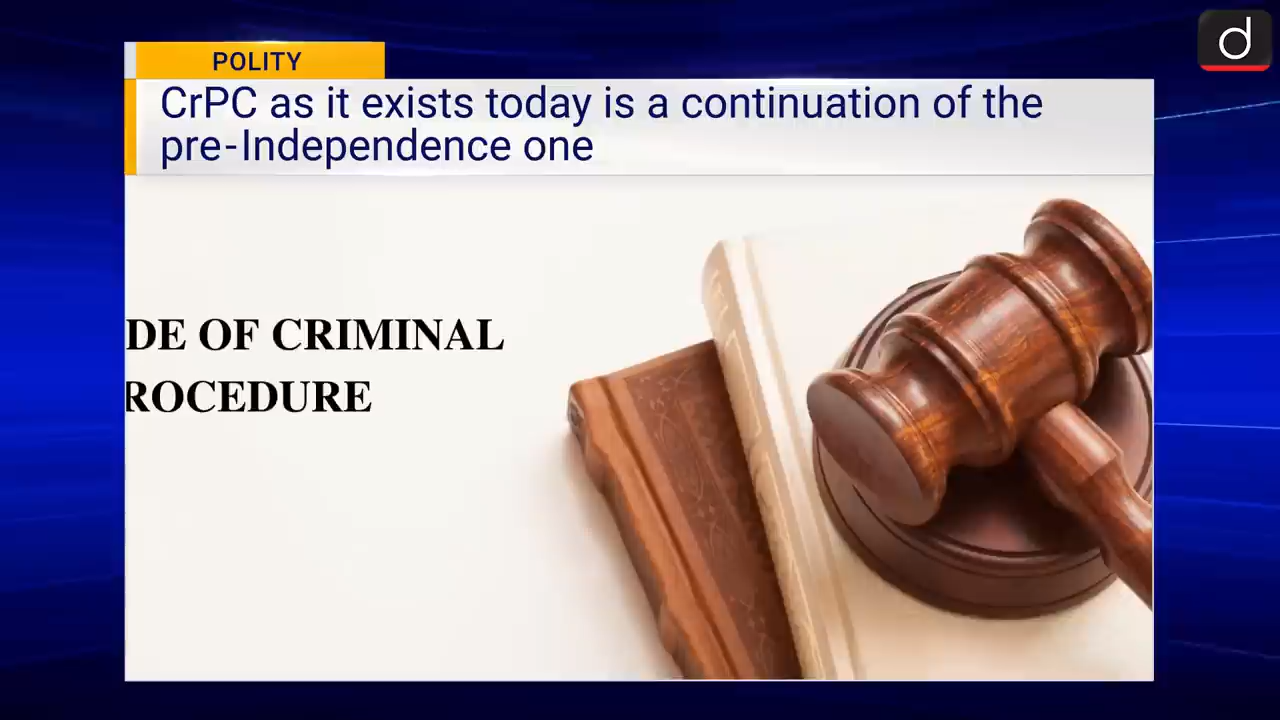 POLITY
d
CrPC as it exists today is a continuation of the
pre-Independence one
DE OF CRIMINAL
ROCEDURE